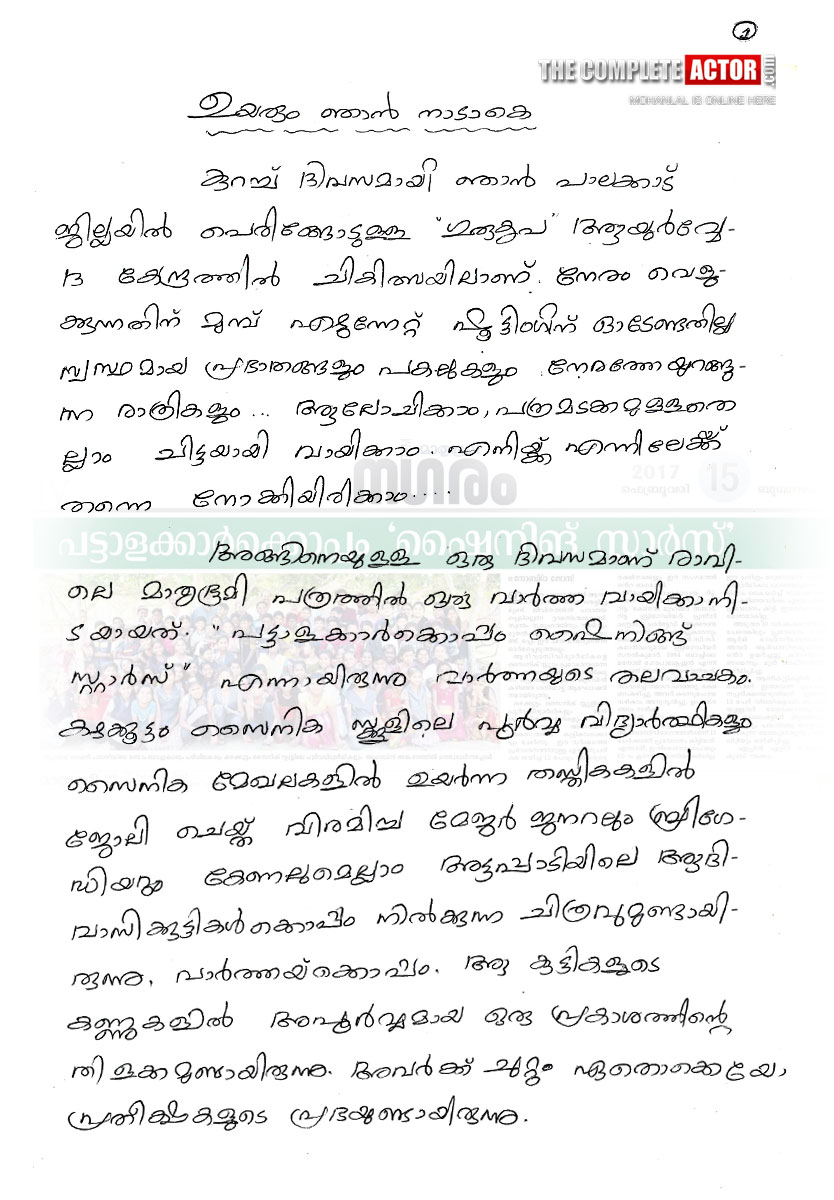 1
THE COMPLETE ACTOR .COM
MOHANLAL IS ONLINE HERE
ഉയരും ഞാൻ നാടാകെ
കുറച്ച് ദിവസമായി ഞാൻ പാലക്കാട്
ജില്ലയിൽ പെരിങ്ങോട്ടുള്ള "ഗുരുകൃപ" ആയുർവ്വേ-
ദ കേന്ദ്രത്തിൽ ചികിത്സയിലാണ്. നേരം വെളു-
ക്കുന്നതിന് മുമ്പ് എഴുന്നേറ്റ് ഷൂട്ടിംഗിന് ഓടേണ്ടതില്ല
സ്വസ്ഥമായ പ്രഭാതങ്ങളും പകലുകളും നേരത്തേയുറങ്ങു-
ന്ന രാത്രികളും... ആലോചിക്കാം, പത്രമടക്കമുള്ളതെ
ല്ലാം ചിട്ടയായി വായിക്കാം. എനിയ്ക്ക് എന്നിലേക്ക്
തന്നെ നോക്കിയിരിക്കാം....
നഗരം
2017
ഫെബ്രുവരി 15 ബുധൻ
പട്ടാളക്കാർക്കൊപ്പം 'ഷൈനിങ് സ്റ്റാർസ്'
അങ്ങിനെയുള്ള ഒരു ദിവസമാണ് രാവി-
ലെ മാതൃഭൂമി പത്രത്തിൽ ഒരു വാർത്ത വായിക്കാനി-
ടയായത്. "പട്ടാളക്കാർക്കൊപ്പം ഷൈനിങ്ങ്
സ്റ്റാർസ്" എന്നായിരുന്നു വാർത്തയുടെ തലവാചകം.
കഴക്കൂട്ടം സൈനിക സ്കൂളിലെ പൂർവ്വ വിദ്യാർത്ഥികളും
സൈനിക മേഖലകളിൽ ഉയർന്ന തസ്തികകളിൽ
ജോലി ചെയ്ത് വിരമിച്ച മേജർ ജനറലും ബ്രിഗേ-
ഡിയറും കേണലുമെല്ലാം അട്ടപ്പാടിയിലെ ആദി-
വാസിക്കുട്ടികൾക്കൊപ്പം നിൽക്കുന്ന ചിത്രവുമുണ്ടായി-
രുന്നു, വാർത്തയ്ക്കൊപ്പം. ആ കുട്ടികളുടെ
കണ്ണുകളിൽ അപൂർവ്വമായ ഒരു പ്രകാശത്തിന്റെ
തിളക്കമുണ്ടായിരുന്നു. അവർക്ക് ചുറ്റും ഏതൊക്കെയോ
പ്രതീക്ഷകളുടെ പ്രഭയുണ്ടായിരുന്നു.